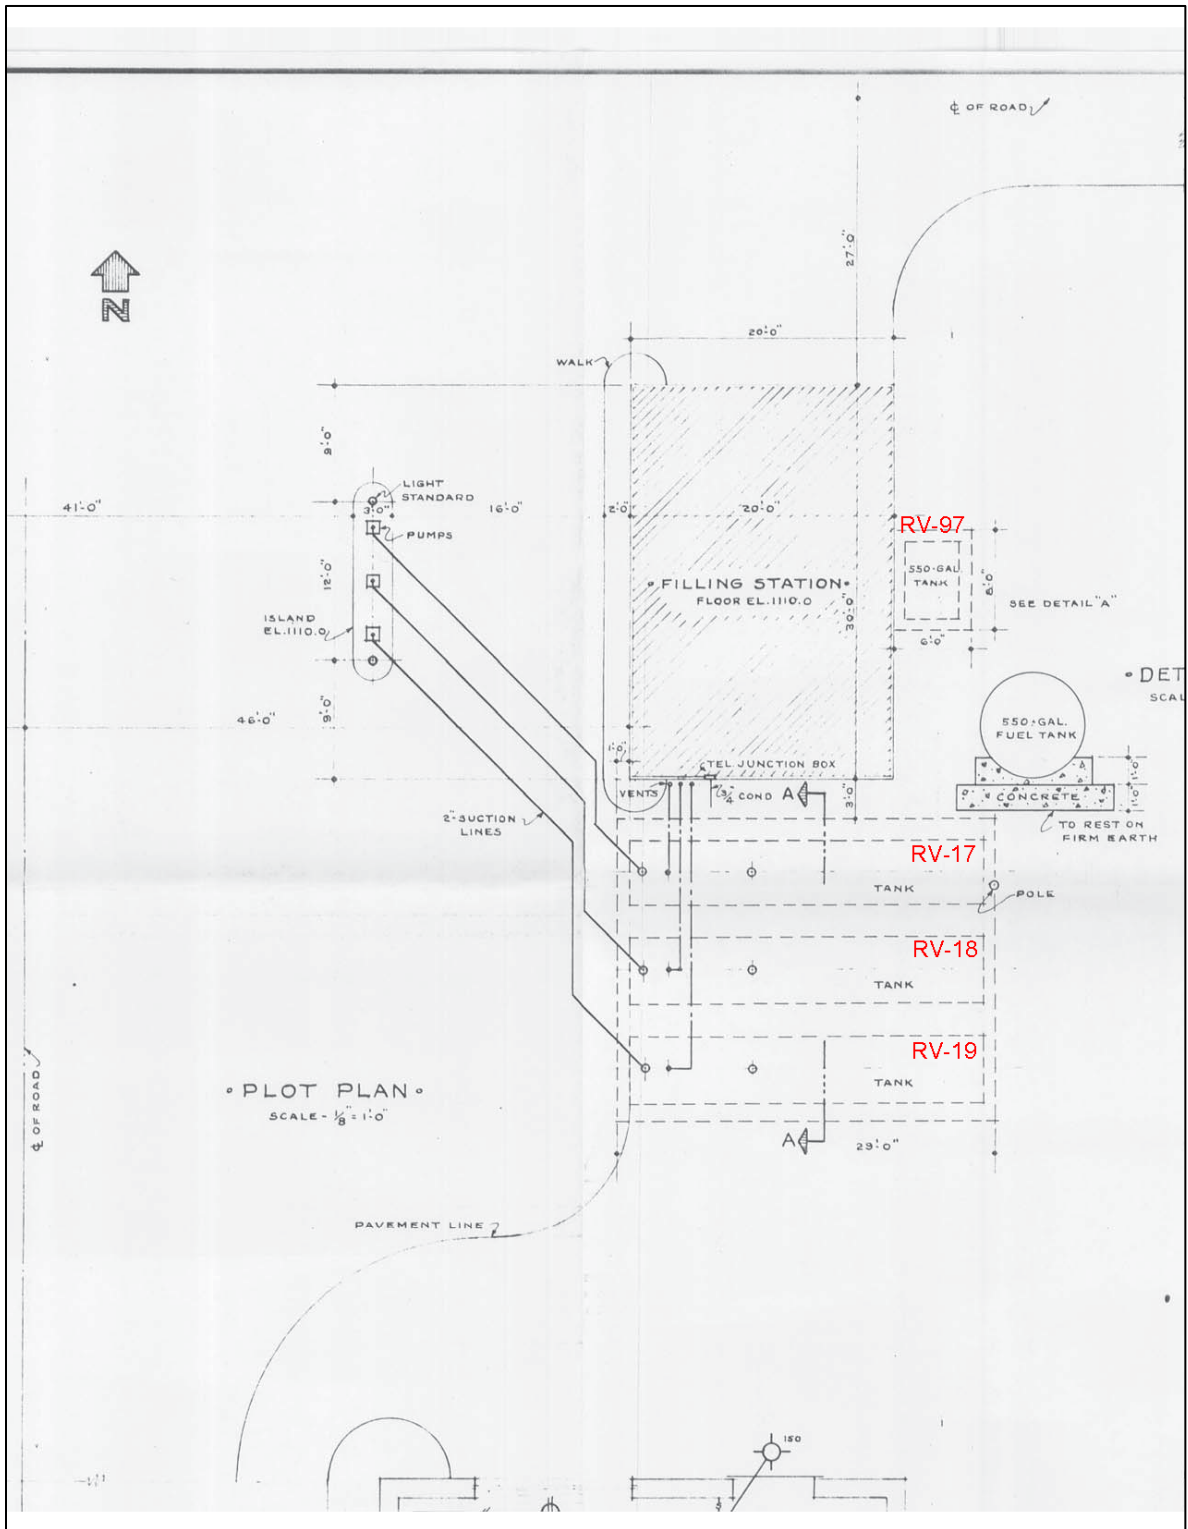 ℄ OF ROAD
27'-0"
N
20'-0"
WALK
9'-0"
LIGHT
STANDARD
41'-0"
3'-0"
16'-0"
2'-0"
20'-0"
RV-97
PUMPS
12'-0"
550-GAL.
TANK
8'-0"
• FILLING STATION •
FLOOR EL.1110.0
30'-0"
SEE DETAIL "A"
ISLAND
EL.1110.0
6'-0"
• DET
SCAL
46'-0"
9'-0"
550-GAL.
FUEL TANK
1'-0"
TEL. JUNCTION BOX
1'-0"
VENTS
3/4" COND
A
3'-0"
CONCRETE
1'-0"
2"-SUCTION
LINES
TO REST ON
FIRM EARTH
RV-17
TANK
POLE
RV-18
TANK
RV-19
TANK
℄ OF ROAD
• PLOT PLAN •
SCALE - 1/8" = 1'-0"
A
29'-0"
PAVEMENT LINE
150